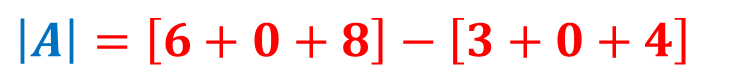 |A| = [6 + 0 + 8] − [3 + 0 + 4]